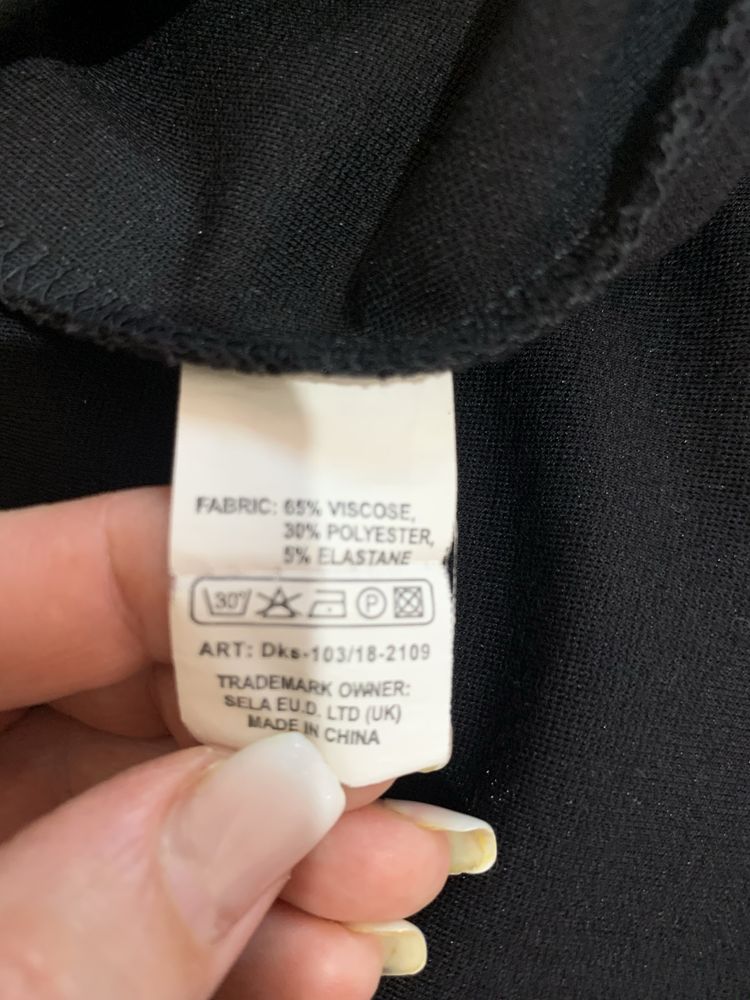 FABRIC: 65% VISCOSE,
30% POLYESTER,
5% ELASTANE
30° P
ART: Dks-103/18-2109
TRADEMARK OWNER:
SELA EU.D. LTD (UK)
MADE IN CHINA